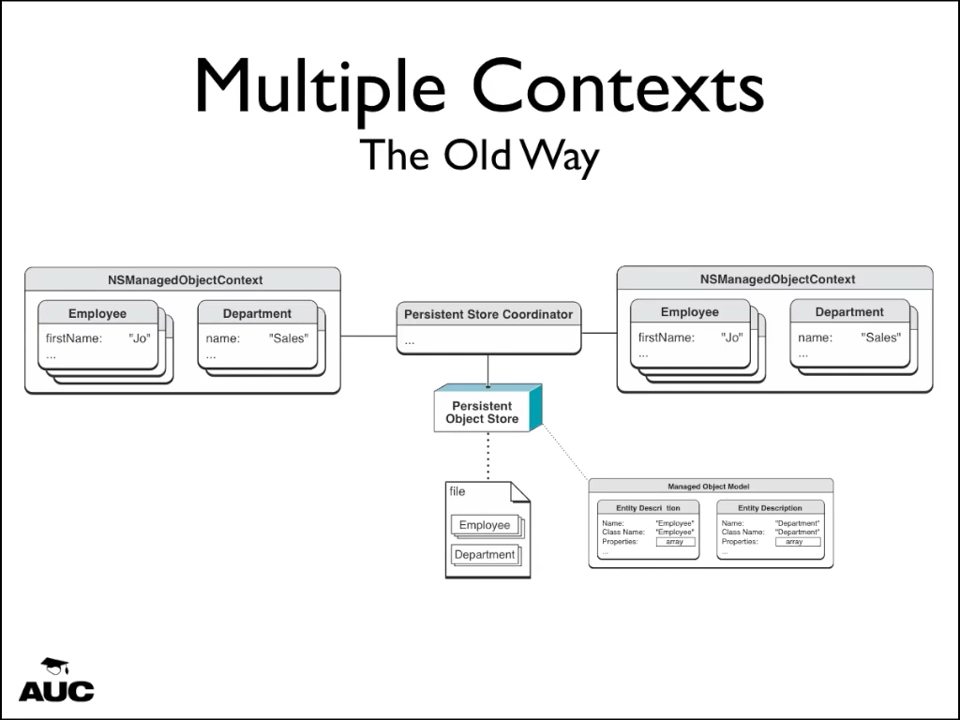 Multiple Contexts
The Old Way
NSManagedObjectContext
Employee
firstName: "Jo"
...
Department
name: "Sales"
...
Persistent Store Coordinator
...
NSManagedObjectContext
Employee
firstName: "Jo"
...
Department
name: "Sales"
...
Persistent
Object Store
file
Employee
Department
Managed Object Model
Entity Descri tion
Name: "Employee"
Class Name: "Employee"
Properties: array
...
Entity Description
Name: "Department"
Class Name: "Department"
Properties: array
...
AUC